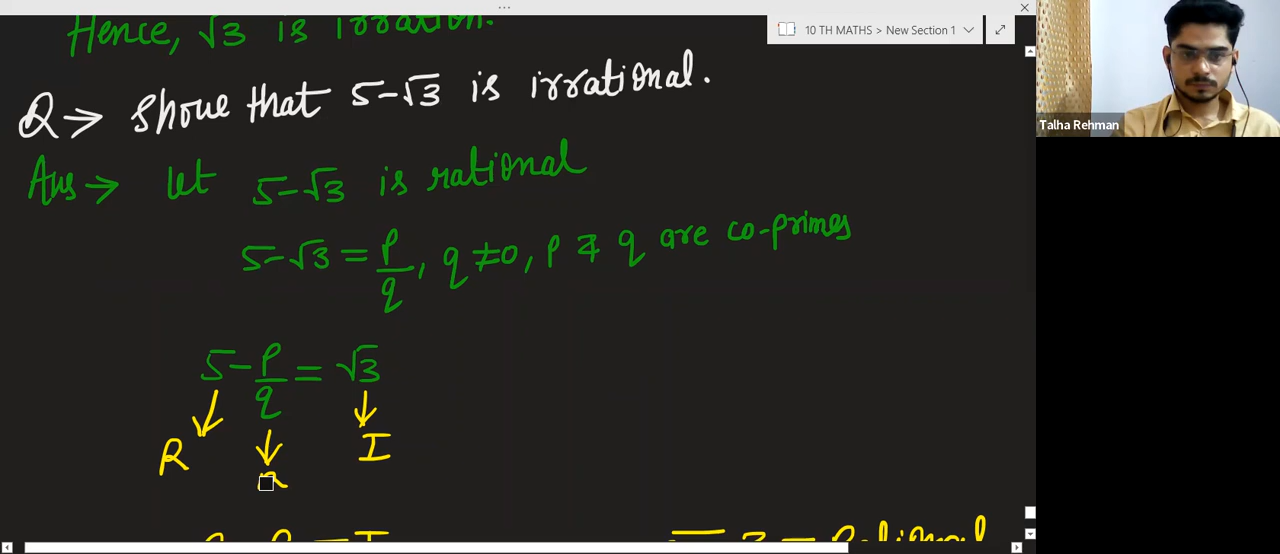 Hence, √3 is irration.
10 TH MATHS > New Section 1
Q → Show that 5-√3 is irrational.
Talha Rehman
Ans → let 5-√3 is rational
5-√3 = p/q, q≠0, p & q are co-primes
5 - p/q = √3
R R I